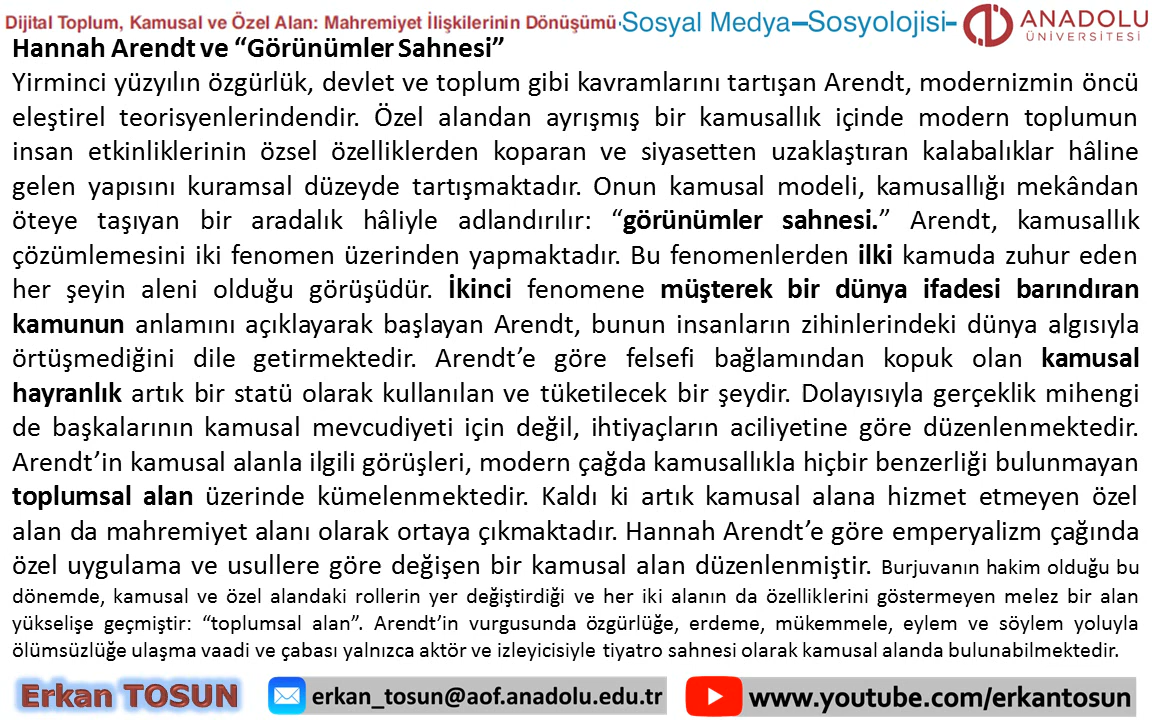 Dijital Toplum, Kamusal ve Özel Alan: Mahremiyet İlişkilerinin Dönüşümü-Sosyal Medya–Sosyolojisi- ANADOLU
ÜNİVERSİTESİ
Hannah Arendt ve “Görünümler Sahnesi”
Yirminci yüzyılın özgürlük, devlet ve toplum gibi kavramlarını tartışan Arendt, modernizmin öncü
eleştirel teorisyenlerindendir. Özel alandan ayrışmış bir kamusallık içinde modern toplumun
insan etkinliklerinin özsel özelliklerden koparan ve siyasetten uzaklaştıran kalabalıklar hâline
gelen yapısını kuramsal düzeyde tartışmaktadır. Onun kamusal modeli, kamusallığı mekândan
öteye taşıyan bir aradalık hâliyle adlandırılır: “görünümler sahnesi.” Arendt, kamusallık
çözümlemesini iki fenomen üzerinden yapmaktadır. Bu fenomenlerden ilki kamuda zuhur eden
her şeyin aleni olduğu görüşüdür. İkinci fenomene müşterek bir dünya ifadesi barındıran
kamunun anlamını açıklayarak başlayan Arendt, bunun insanların zihinlerindeki dünya algısıyla
örtüşmediğini dile getirmektedir. Arendt’e göre felsefi bağlamından kopuk olan kamusal
hayranlık artık bir statü olarak kullanılan ve tüketilecek bir şeydir. Dolayısıyla gerçeklik mihengi
de başkalarının kamusal mevcudiyeti için değil, ihtiyaçların aciliyetine göre düzenlenmektedir.
Arendt’in kamusal alanla ilgili görüşleri, modern çağda kamusallıkla hiçbir benzerliği bulunmayan
toplumsal alan üzerinde kümelenmektedir. Kaldı ki artık kamusal alana hizmet etmeyen özel
alan da mahremiyet alanı olarak ortaya çıkmaktadır. Hannah Arendt’e göre emperyalizm çağında
özel uygulama ve usullere göre değişen bir kamusal alan düzenlenmiştir. Burjuvanın hakim olduğu bu
dönemde, kamusal ve özel alandaki rollerin yer değiştirdiği ve her iki alanın da özelliklerini göstermeyen melez bir alan
yükselişe geçmiştir: “toplumsal alan”. Arendt’in vurgusunda özgürlüğe, erdeme, mükemmele, eylem ve söylem yoluyla
ölümsüzlüğe ulaşma vaadi ve çabası yalnızca aktör ve izleyicisiyle tiyatro sahnesi olarak kamusal alanda bulunabilmektedir.
Erkan TOSUN erkan_tosun@aof.anadolu.edu.tr www.youtube.com/erkantosun